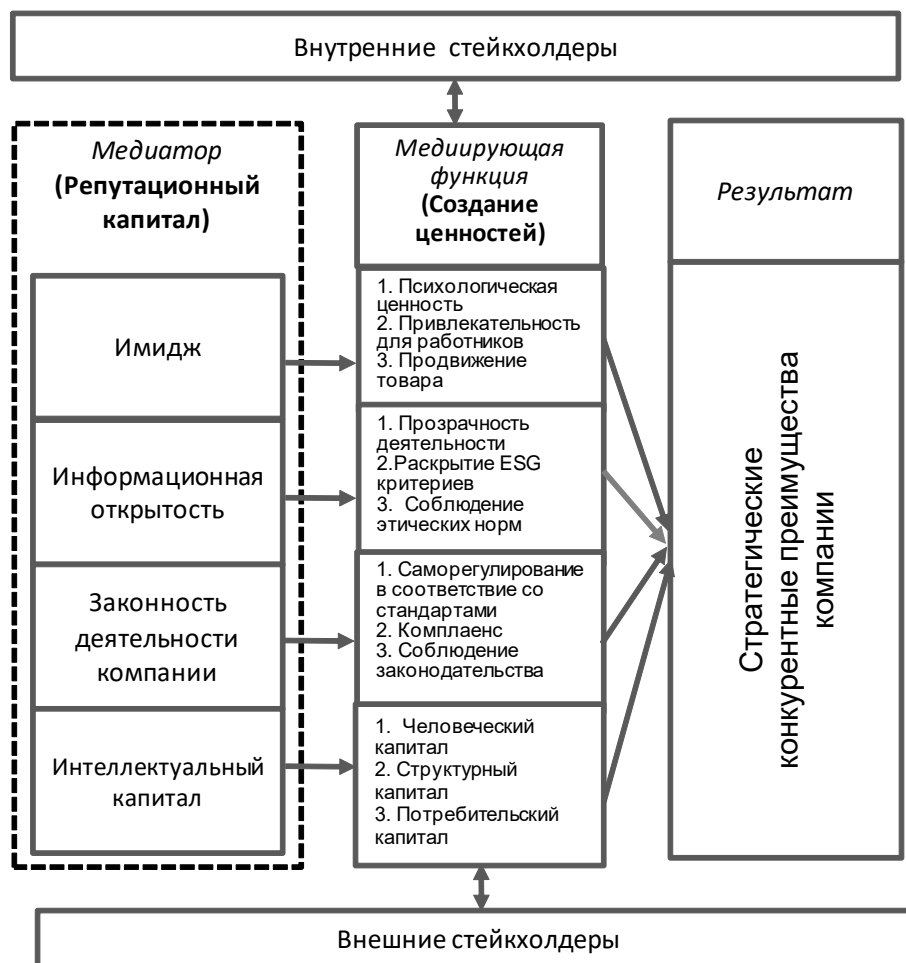 Внутренние стейкхолдеры
Медиатор
(Репутационный
капитал)
Медиирующая
функция
(Создание
ценностей)
Результат
Имидж
1. Психологическая
ценность
2. Привлекательность
для работников
3. Продвижение
товара
Информационная
открытость
1. Прозрачность
деятельности
2.Раскрытие ESG
критериев
3. Соблюдение
этических норм
Законность
деятельности
компании
1. Саморегулирование
в соответствие со
стандартами
2. Комплаенс
3. Соблюдение
законодательства
Интеллектуальный
капитал
1. Человеческий
капитал
2. Структурный
капитал
3. Потребительский
капитал
Стратегические
конкурентные преимущества
компании
Внешние стейкхолдеры